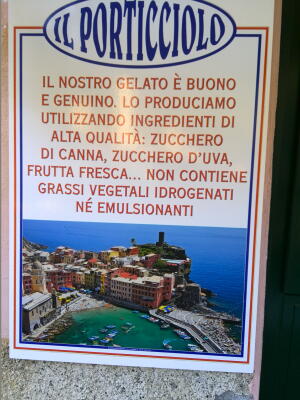 IL PORTICCIOLO
IL NOSTRO GELATO È BUONO
E GENUINO. LO PRODUCIAMO
UTILIZZANDO INGREDIENTI DI
ALTA QUALITÀ: ZUCCHERO
DI CANNA, ZUCCHERO D'UVA,
FRUTTA FRESCA... NON CONTIENE
GRASSI VEGETALI IDROGENATI
NÉ EMULSIONANTI